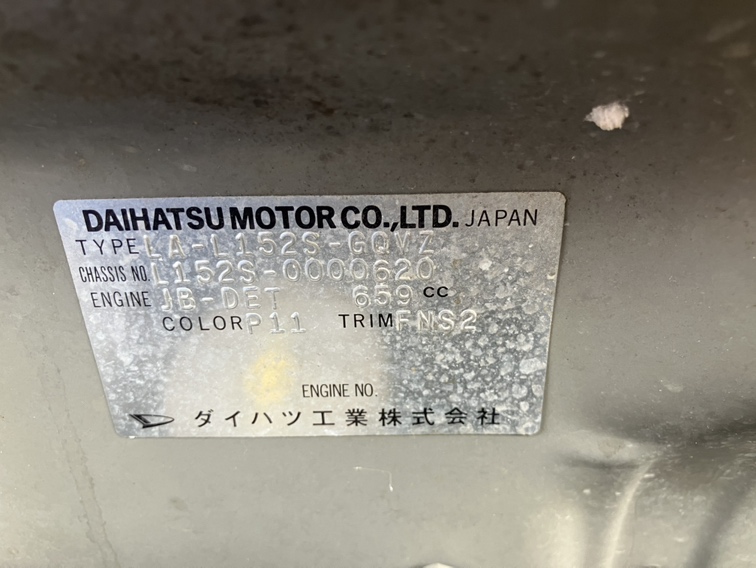 DAIHATSU MOTOR CO.,LTD. JAPAN
TYPE LA-L152S-GQVZ
CHASSIS NO. L152S-0000620
ENGINE JB-DET 659 CC
COLOR P11 TRIM FNS2
ENGINE NO.
ダイハツ工業株式会社